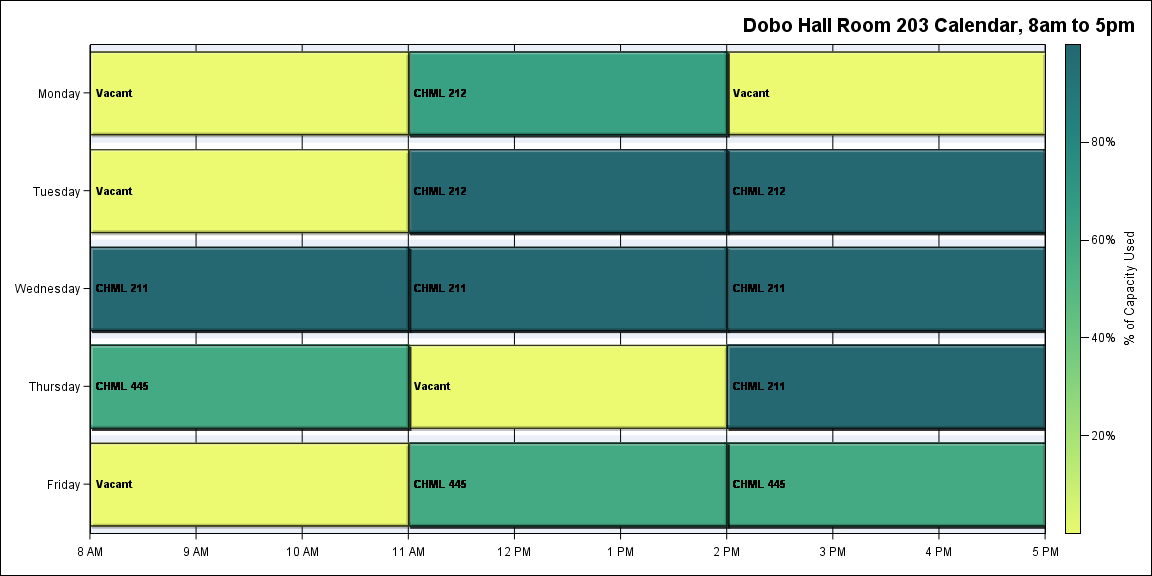 Dobo Hall Room 203 Calendar, 8am to 5pm
Monday
Vacant
CHML 212
Vacant
Tuesday
Vacant
CHML 212
CHML 212
Wednesday
CHML 211
CHML 211
CHML 211
Thursday
CHML 445
Vacant
CHML 211
Friday
Vacant
CHML 445
CHML 445
8 AM
9 AM
10 AM
11 AM
12 PM
1 PM
2 PM
3 PM
4 PM
5 PM
80%
60%
40%
20%
% of Capacity Used